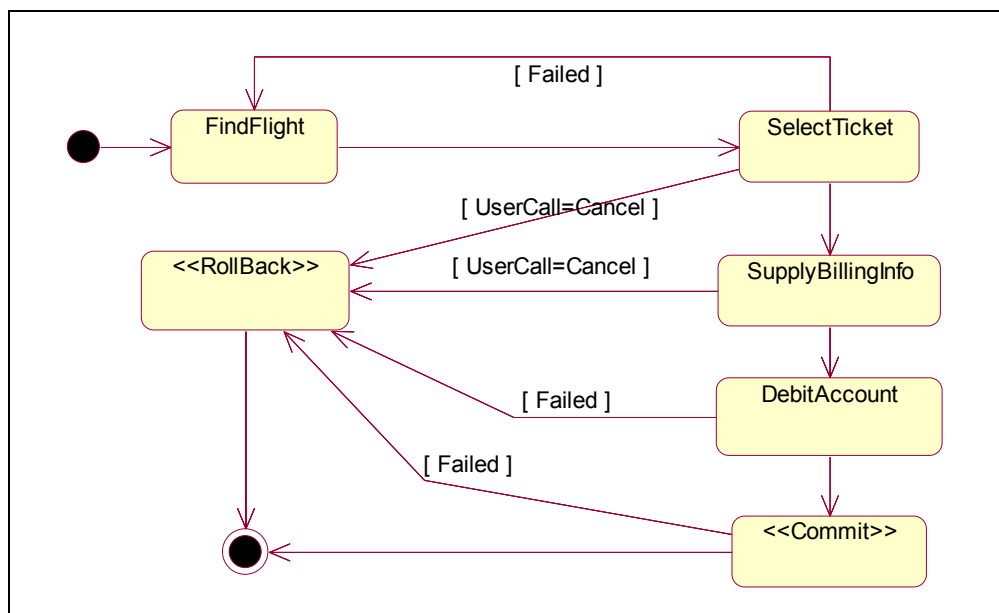 [ Failed ]
FindFlight
SelectTicket
[ UserCall=Cancel ]
<<RollBack>>
[ UserCall=Cancel ]
SupplyBillingInfo
[ Failed ]
DebitAccount
[ Failed ]
<<Commit>>